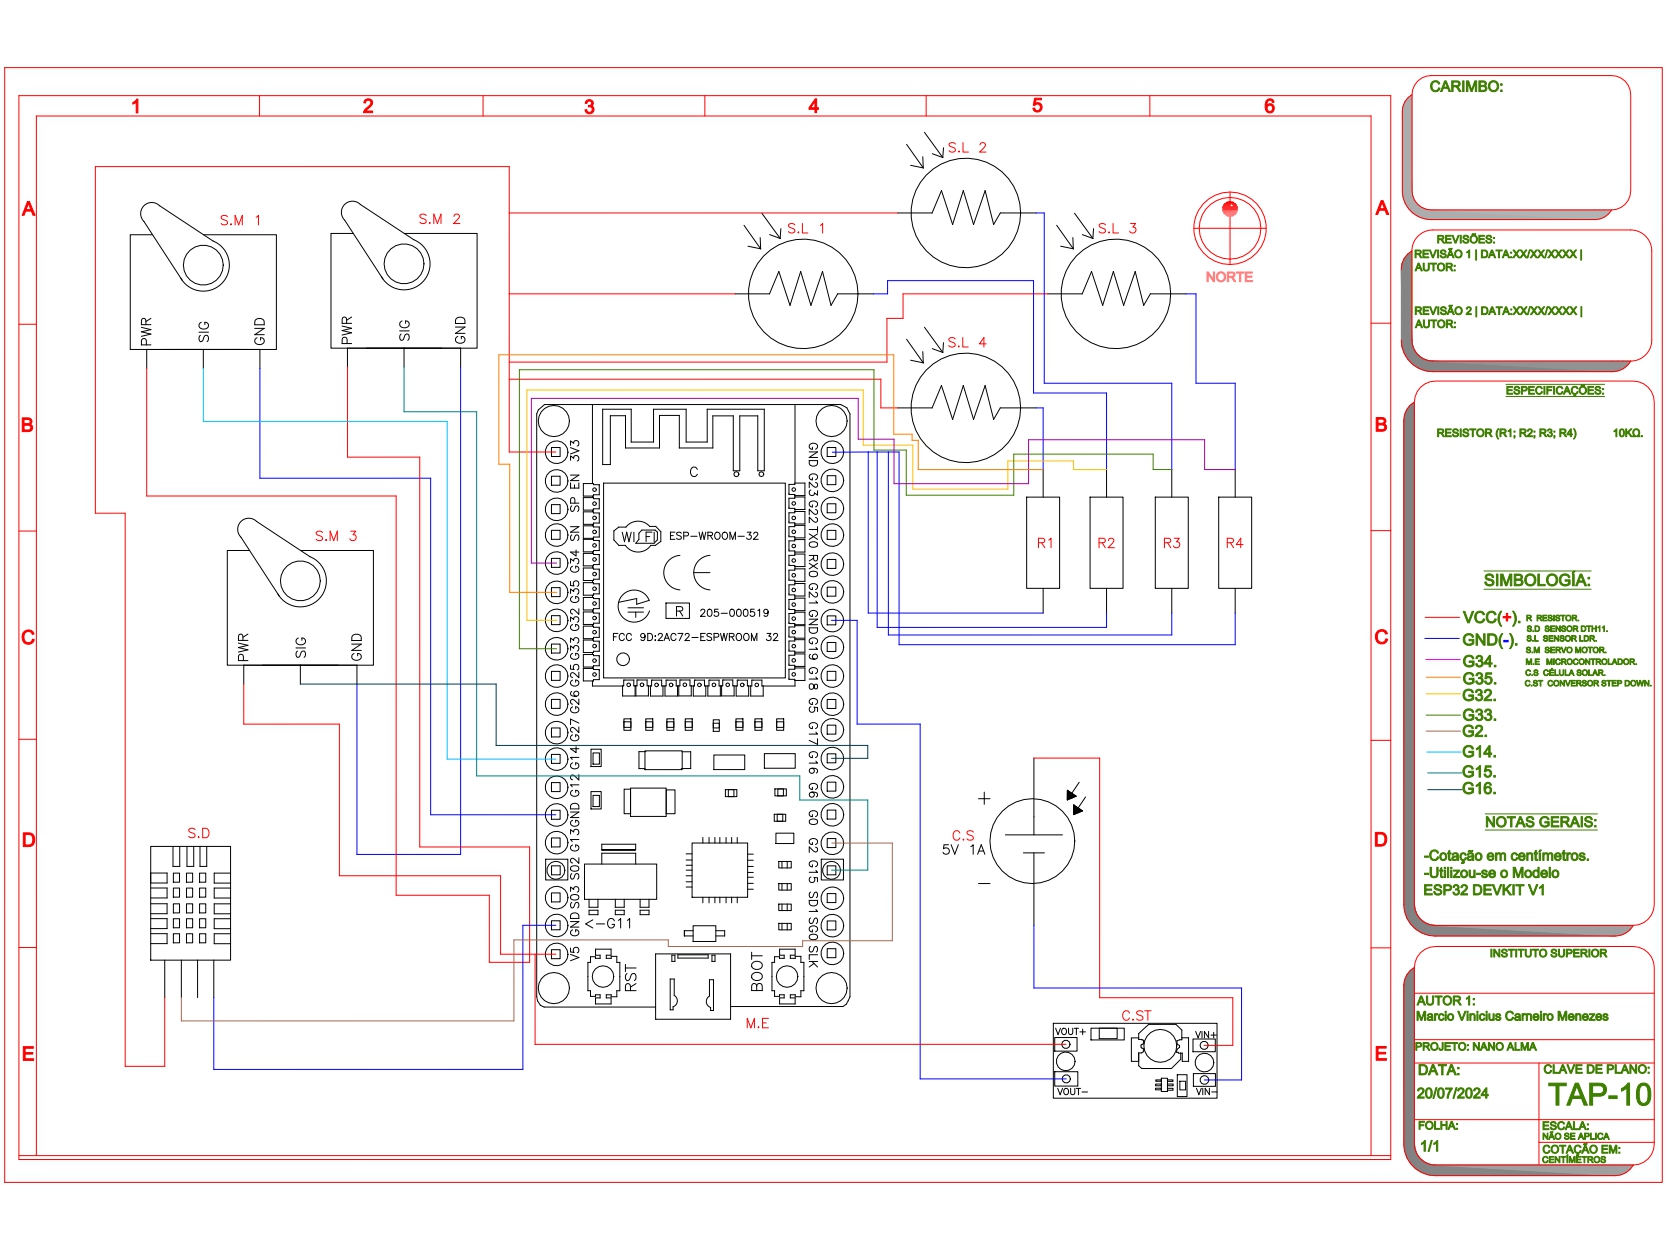 1 2 3 4 5 6
A
B
C
D
E
A
B
C
D
E
S.M 1
PWR
SIG
GND
S.M 2
PWR
SIG
GND
S.M 3
PWR
SIG
GND
S.D
S.L 1
S.L 2
S.L 3
S.L 4
NORTE
3V3
EN
SP
SN
G34
G35
G32
G33
G25
G26
G27
G14
G12
GND
G13
SO2
SO3
GND
V5
GND
G23
G22
TX0
RX0
G21
GND
G19
G18
G5
G17
G16
G6
G0
G2
G15
SD1
SG0
SLK
C
WI FI
ESP-WROOM-32
CE
R 205-000519
FCC 9D:2AC72-ESPWROOM 32
<-G11
RST
BOOT
M.E
R1
R2
R3
R4
+
C.S
5V 1A
-
C.ST
VOUT+
VIN+
VOUT-
VIN-
CARIMBO:
REVISÕES:
REVISÃO 1 | DATA:XX/XX/XXXX |
AUTOR:
REVISÃO 2 | DATA:XX/XX/XXXX |
AUTOR:
ESPECIFICAÇÕES:
RESISTOR (R1; R2; R3; R4) 10KΩ.
SIMBOLOGÍA:
VCC(+).
GND(-).
G34.
G35.
G32.
G33.
G2.
G14.
G15.
G16.
R RESISTOR.
S.D SENSOR DTH11.
S.L SENSOR LDR.
S.M SERVO MOTOR.
M.E MICROCONTROLADOR.
C.S CÉLULA SOLAR.
C.ST CONVERSOR STEP DOWN.
NOTAS GERAIS:
-Cotação em centímetros.
-Utilizou-se o Modelo
ESP32 DEVKIT V1
INSTITUTO SUPERIOR
AUTOR 1:
Marcio Vinicius Carneiro Menezes
PROJETO: NANO ALMA
DATA:
20/07/2024
CLAVE DE PLANO:
TAP-10
FOLHA:
1/1
ESCALA:
NÃO SE APLICA
COTAÇÃO EM:
CENTÍMETROS